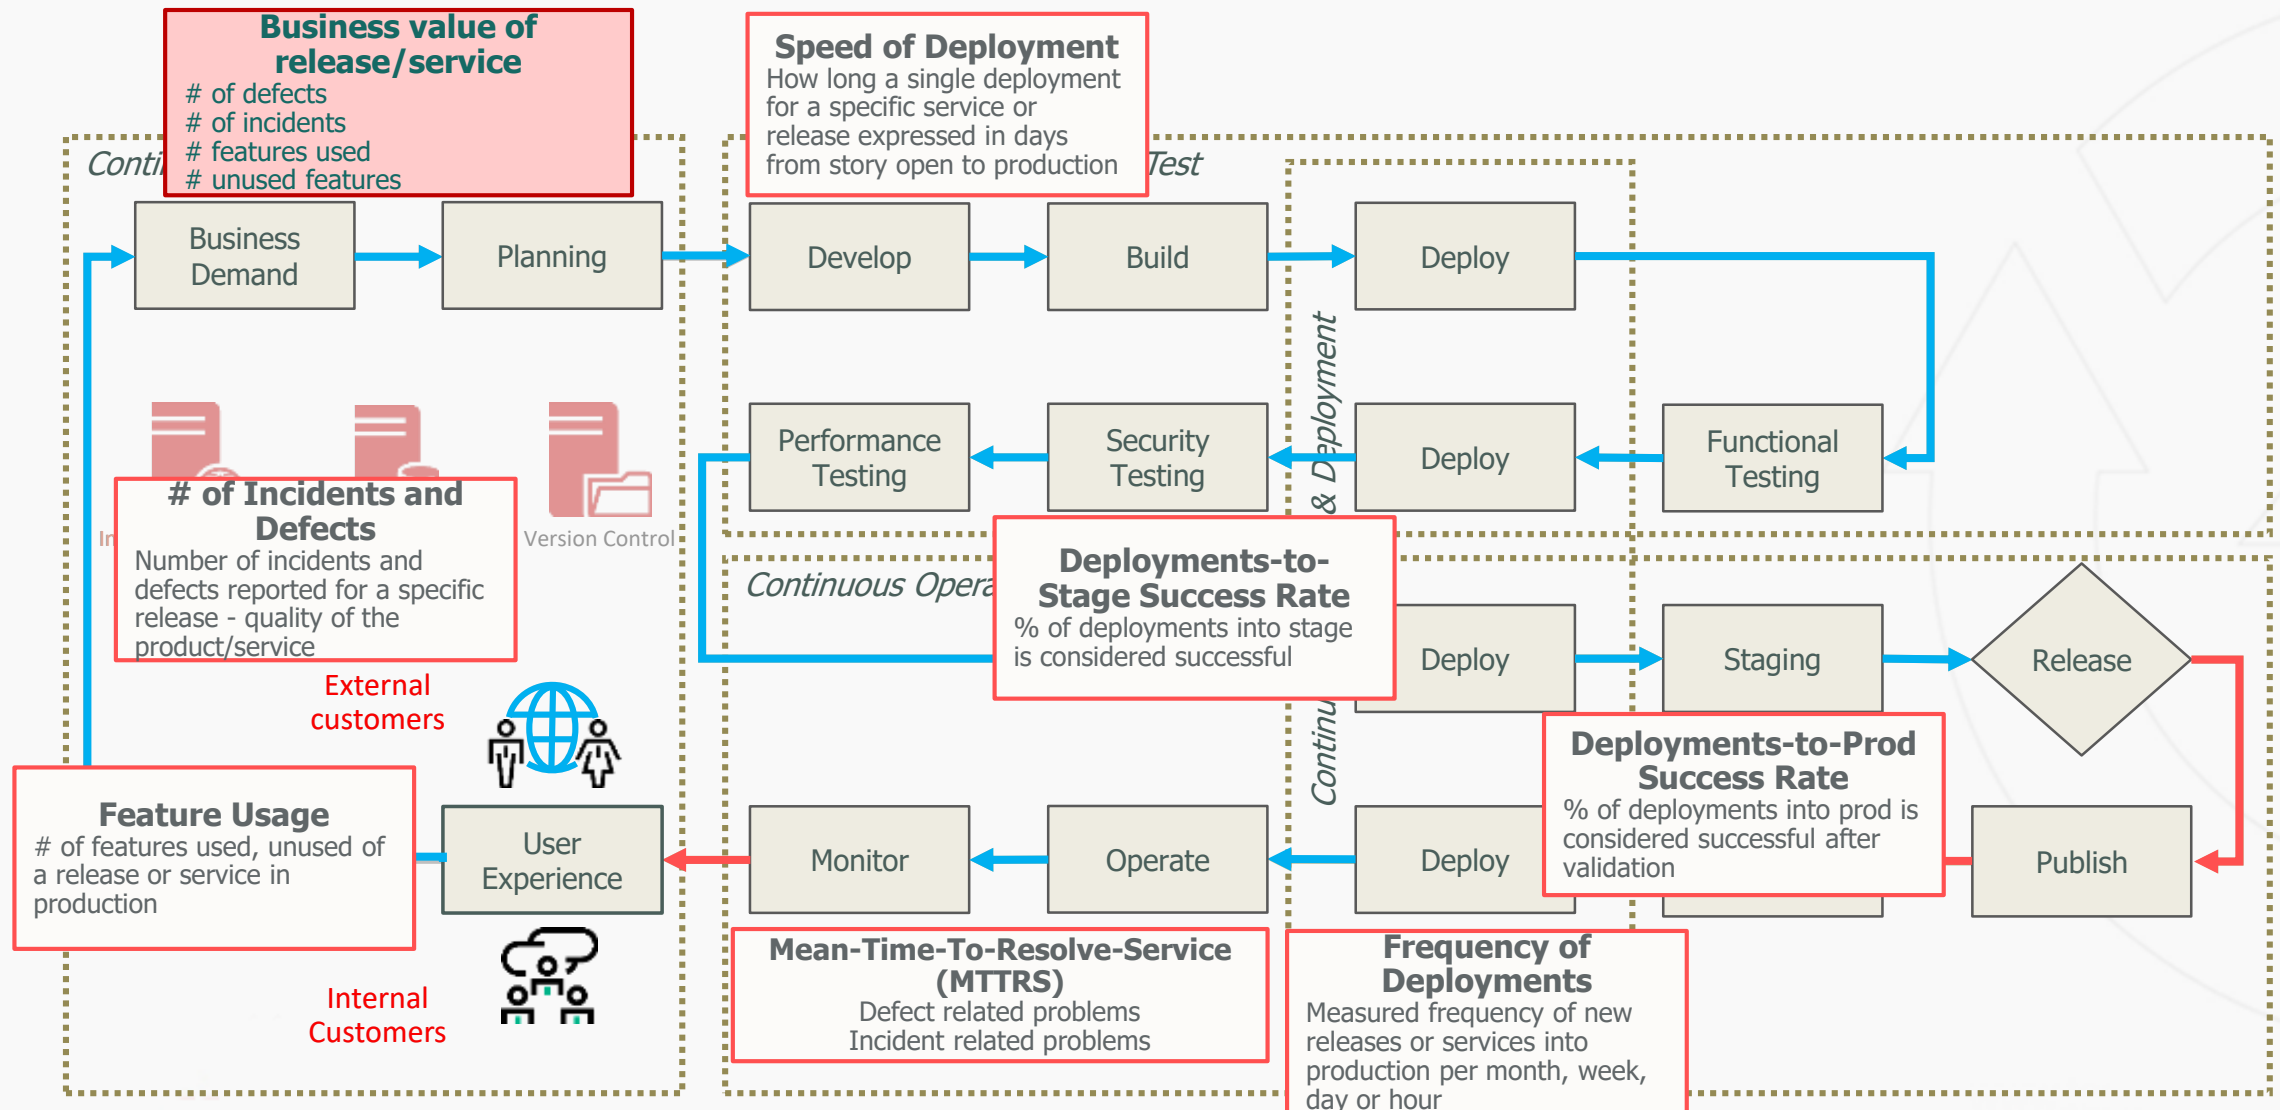 Business value of
release/service
# of defects
# of incidents
# features used
# unused features
Speed of Deployment
How long a single deployment
for a specific service or
release expressed in days
from story open to production
Test
Business
Demand
Planning
Develop
Build
Deploy
& Deployment
Performance
Testing
Security
Testing
Deploy
Functional
Testing
Version Control
# of Incidents and
Defects
Number of incidents and
defects reported for a specific
release - quality of the
product/service
Deployments-to-
Stage Success Rate
% of deployments into stage
is considered successful
Continuous
Deploy
Staging
Release
External
customers
Deployments-to-Prod
Success Rate
% of deployments into prod is
considered successful after
validation
Feature Usage
# of features used, unused of
a release or service in
production
User
Experience
Monitor
Operate
Deploy
Publish
Mean-Time-To-Resolve-Service
(MTTRS)
Defect related problems
Incident related problems
Frequency of
Deployments
Measured frequency of new
releases or services into
production per month, week,
day or hour
Internal
Customers